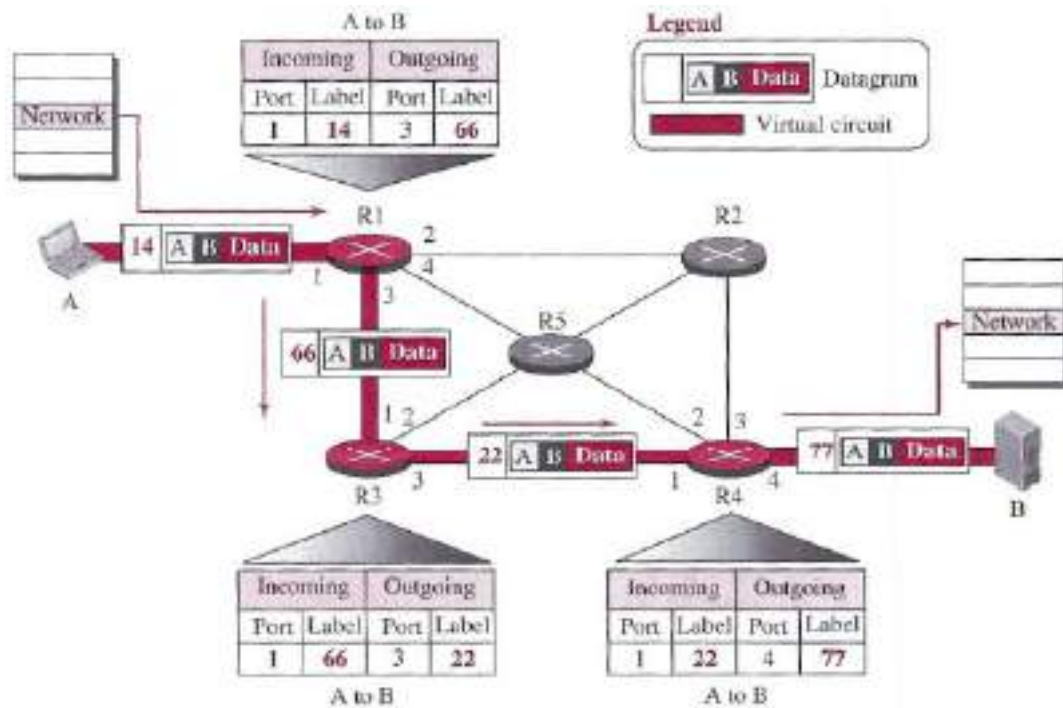 A to B
Incoming Outgoing
Port Label Port Label
1 14 3 66
Legend
A B Data Datagram
Virtual circuit
Network
R1
R2
14 A B Data
A
1
2
4
3
R5
66 A B Data
Network
1 2
2
3
22 A B Data
77 A B Data
3
1
4
R3
R4
B
Incoming Outgoing
Port Label Port Label
1 66 3 22
A to B
Incoming Outgoing
Port Label Port Label
1 22 4 77
A to B